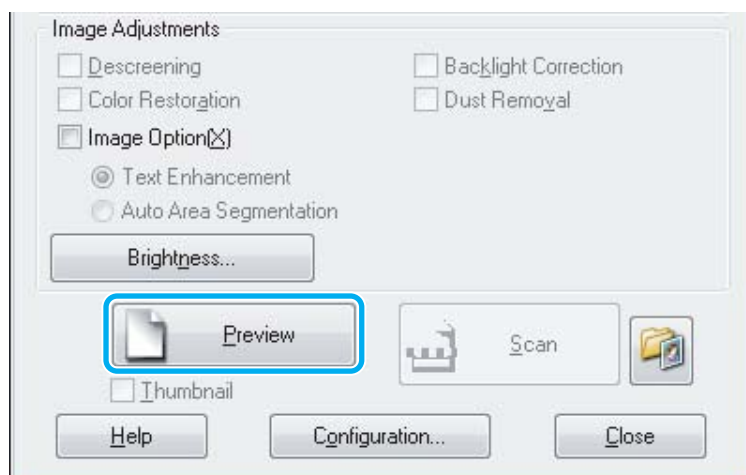 Image Adjustments
Descreening Backlight Correction
Color Restoration Dust Removal
Image Option(X)
Text Enhancement
Auto Area Segmentation
Brightness...
Preview Scan
Thumbnail
Help Configuration... Close